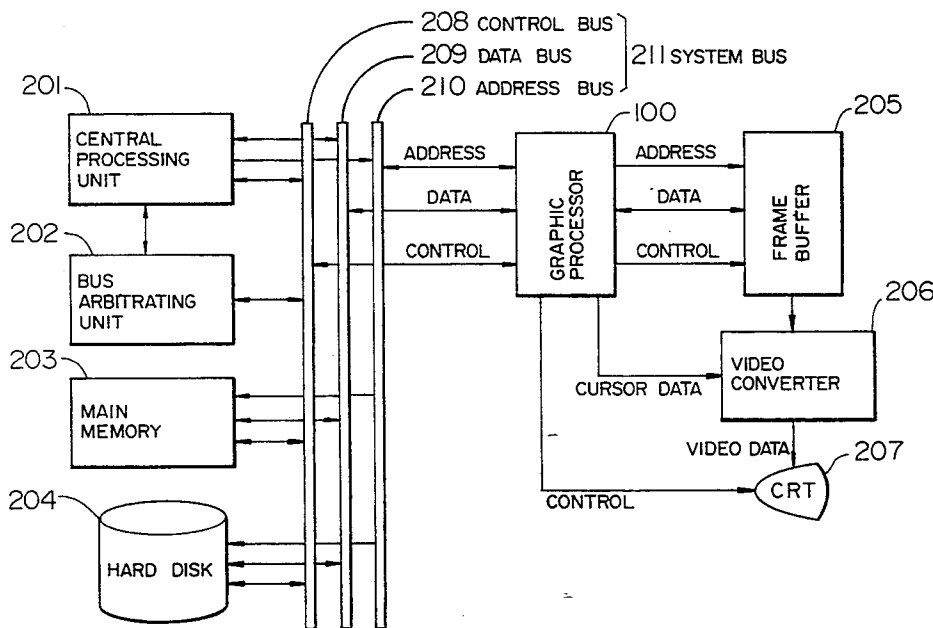 208 CONTROL BUS
209 DATA BUS
210 ADDRESS BUS
211 SYSTEM BUS
201
CENTRAL
PROCESSING
UNIT
202
BUS
ARBITRATING
UNIT
203
MAIN
MEMORY
204
HARD DISK
ADDRESS
DATA
CONTROL
100
GRAPHIC
PROCESSOR
ADDRESS
DATA
CONTROL
205
FRAME
BUFFER
206
VIDEO
CONVERTER
CURSOR DATA
VIDEO DATA
207
CRT
CONTROL